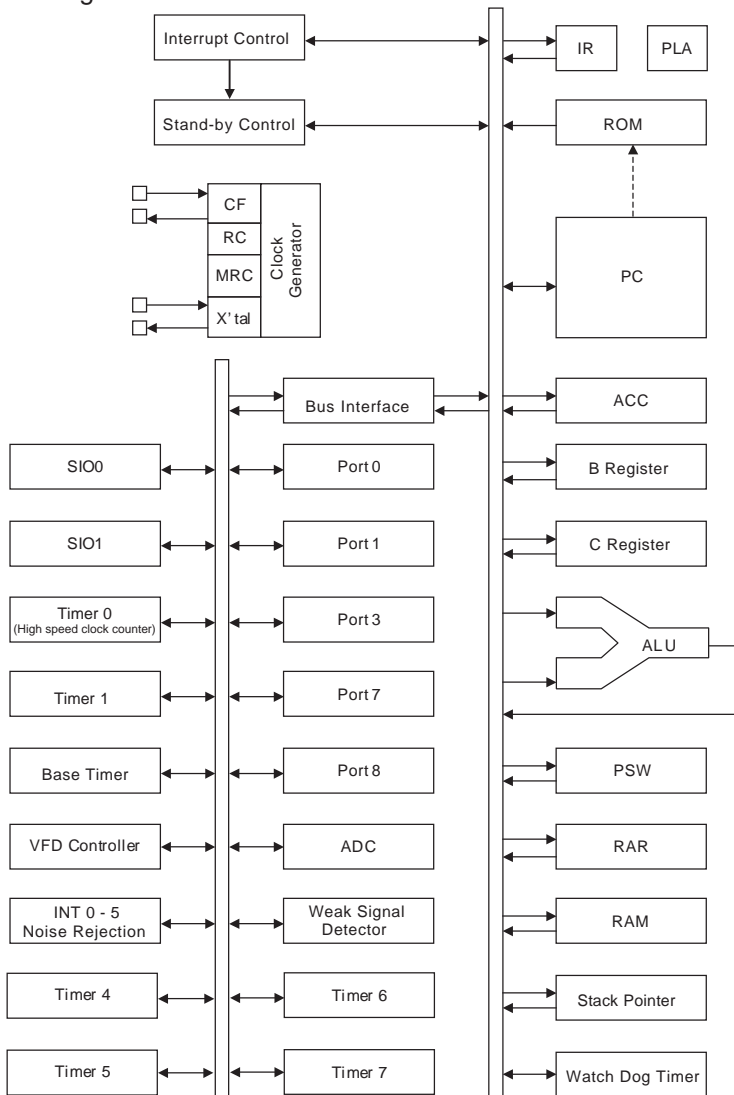 Interrupt Control
IR
PLA
Stand-by Control
ROM
CF
RC
MRC
X'tal
Clock
Generator
PC
Bus Interface
ACC
SIO0
Port 0
B Register
SIO1
Port 1
C Register
Timer 0
(High speed clock counter)
Port 3
ALU
Timer 1
Port 7
Base Timer
Port 8
PSW
VFD Controller
ADC
RAR
INT 0 - 5
Noise Rejection
Weak Signal
Detector
RAM
Timer 4
Timer 6
Stack Pointer
Timer 5
Timer 7
Watch Dog Timer